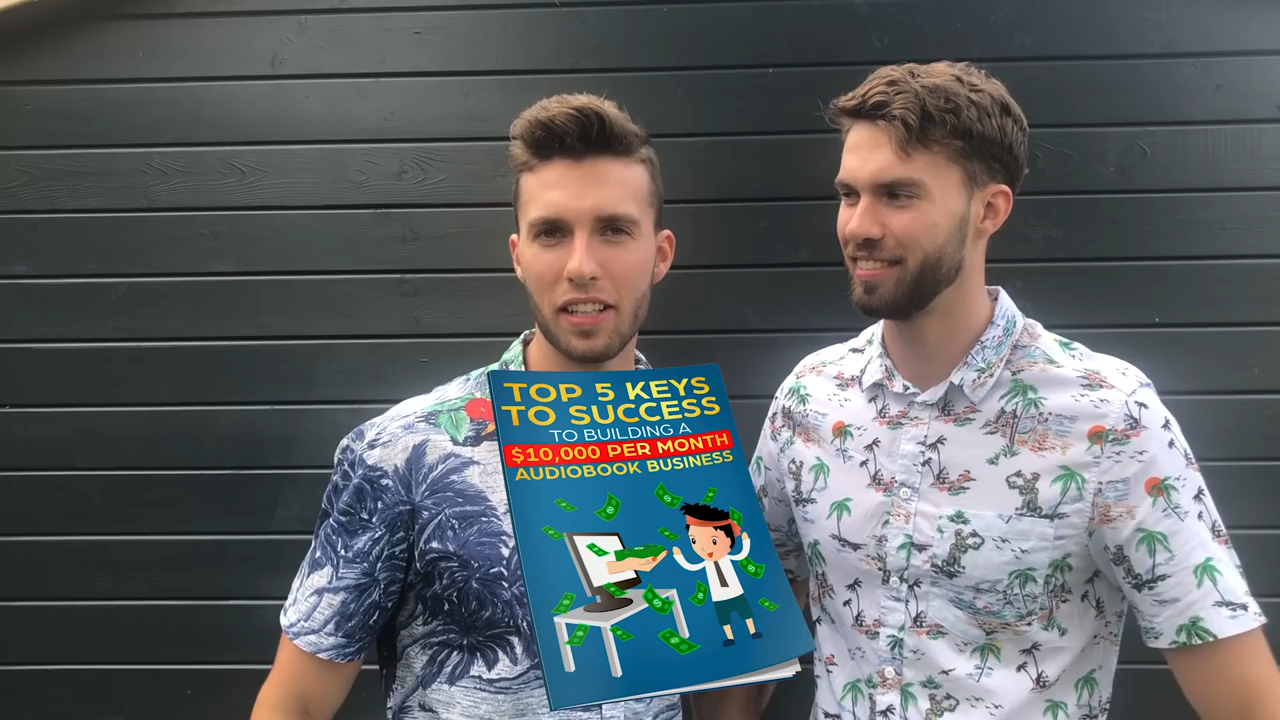 TOP 5 KEYS
TO SUCCESS
TO BUILDING A
$10,000 PER MONTH
AUDIOBOOK BUSINESS